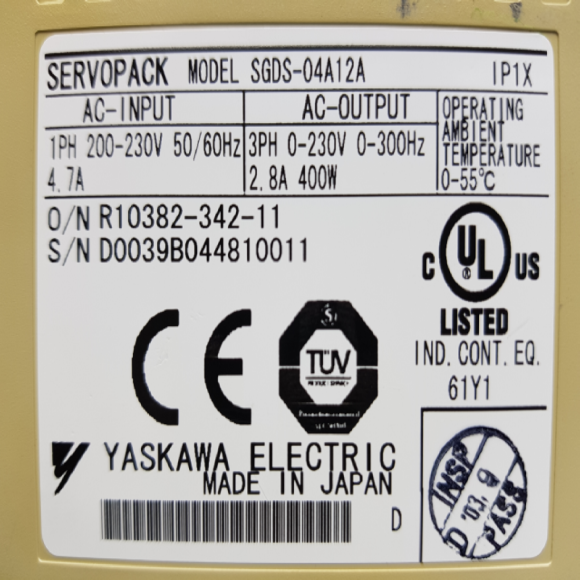 SERVOPACK MODEL SGDS-04A12A IP1X
AC-INPUT
1PH 200-230V 50/60Hz
4.7A
AC-OUTPUT
3PH 0-230V 0-300Hz
2.8A 400W
OPERATING
AMBIENT
TEMPERATURE
0-55℃
O/N R10382-342-11
S/N D0039B044810011
C UL US
®
LISTED
IND. CONT. EQ.
61Y1
CE
TÜV
YASKAWA ELECTRIC
MADE IN JAPAN
D
INSP
D '03.9
PASS